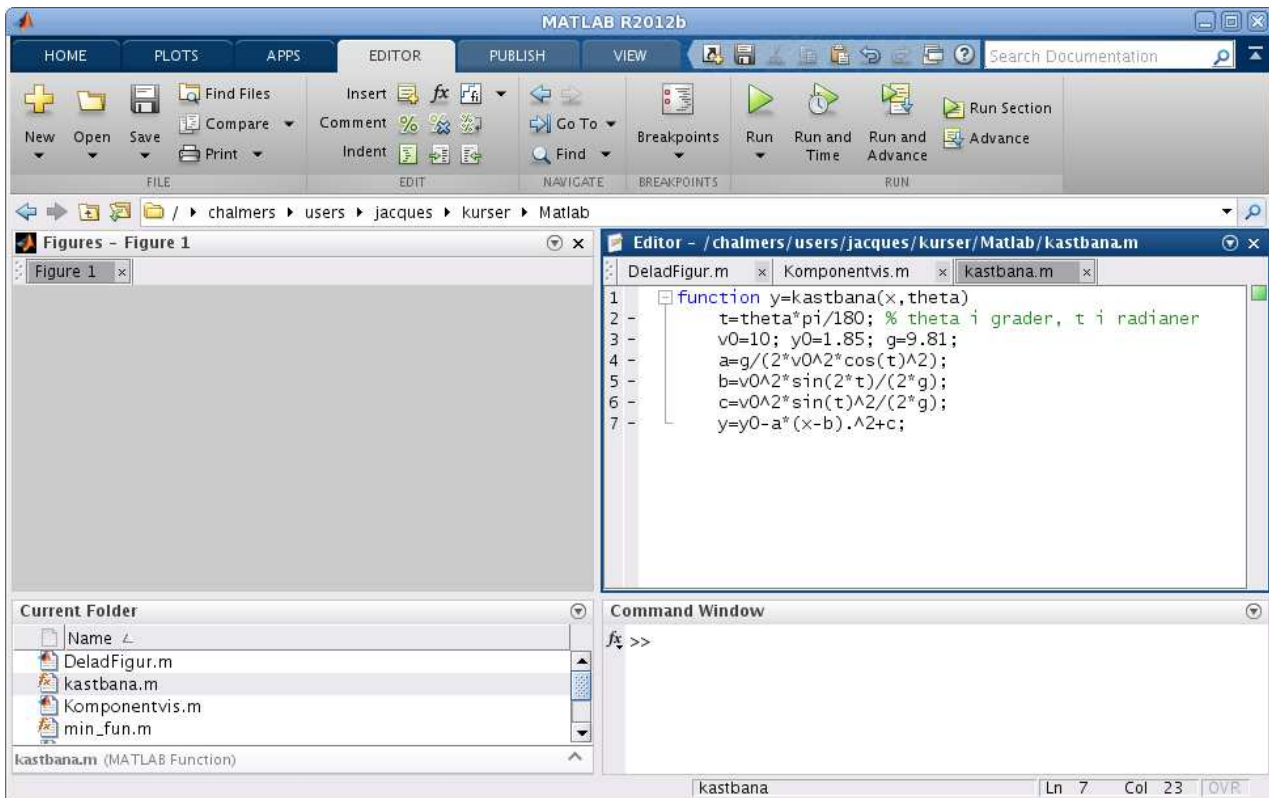 MATLAB R2012b
HOME PLOTS APPS EDITOR PUBLISH VIEW Search Documentation
New Open Save Find Files Compare Print
FILE
Insert fx
Comment %
Indent
EDIT
Go To
Find
NAVIGATE
Breakpoints
BREAKPOINTS
Run Run and Time Run and Advance Run Section Advance
RUN
/ chalmers users jacques kurser Matlab
Figures - Figure 1
Figure 1
Editor - /chalmers/users/jacques/kurser/Matlab/kastbana.m
DeladFigur.m Komponentvis.m kastbana.m
1 function y=kastbana(x,theta)
2 - t=theta*pi/180; % theta i grader, t i radianer
3 - v0=10; y0=1.85; g=9.81;
4 - a=g/(2*v0^2*cos(t)^2);
5 - b=v0^2*sin(2*t)/(2*g);
6 - c=v0^2*sin(t)^2/(2*g);
7 - y=y0-a*(x-b).^2+c;
Current Folder
Name
DeladFigur.m
kastbana.m
Komponentvis.m
min_fun.m
kastbana.m (MATLAB Function)
Command Window
fx >>
kastbana Ln 7 Col 23 OVR